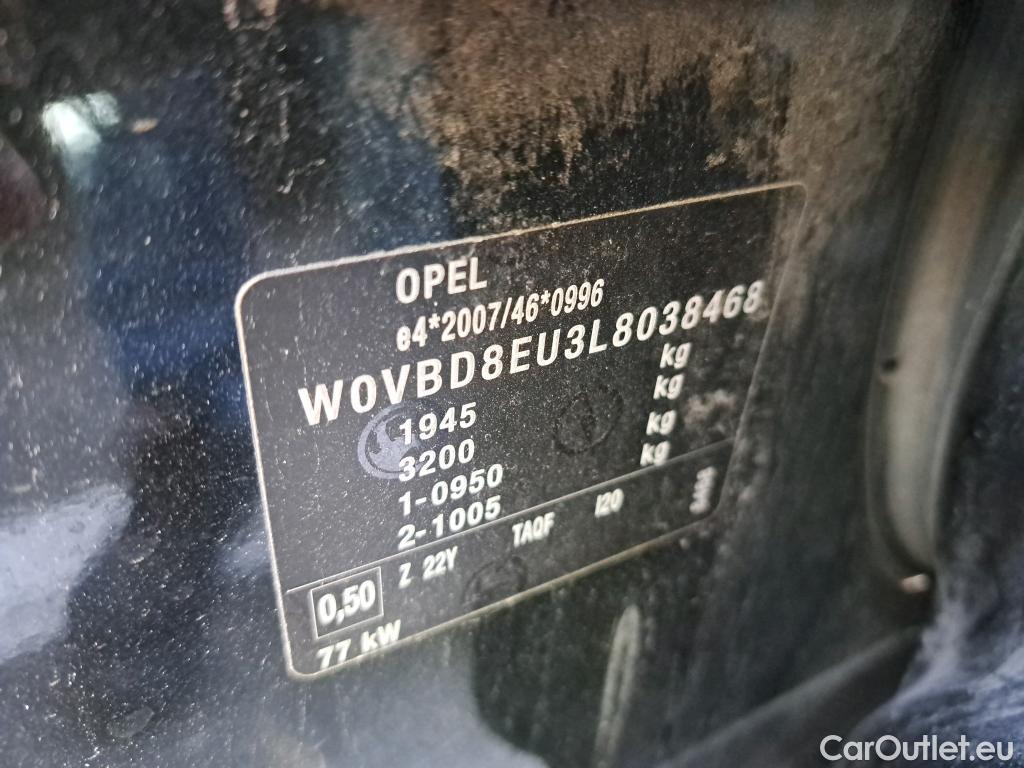 OPEL
e4*2007/46*0996
W0VBD8EU3L8038468
1945 kg
3200 kg
1-0950 kg
2-1005 kg
Z 22Y TAQF I20
0,50
77 kW
CarOutlet.eu